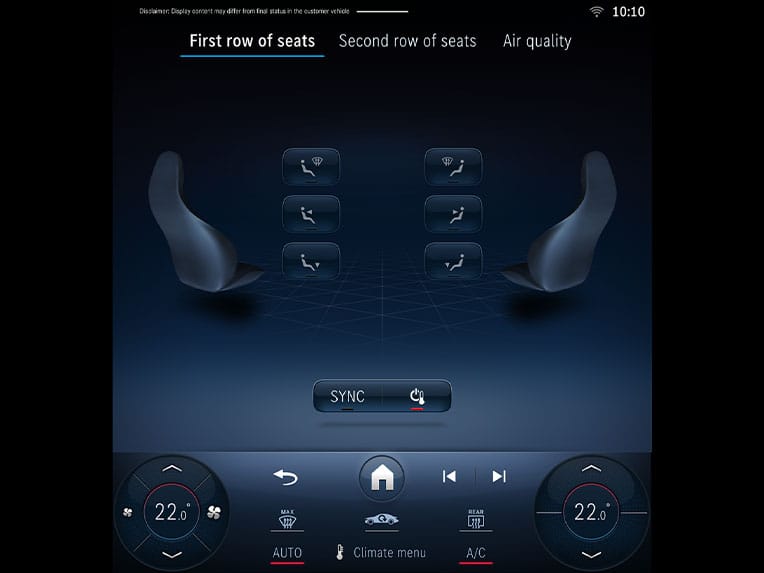 Disclaimer: Display content may differ from final status in the customer vehicle
10:10
First row of seats Second row of seats Air quality
SYNC
22.0° 22.0°
MAX REAR
AUTO Climate menu A/C